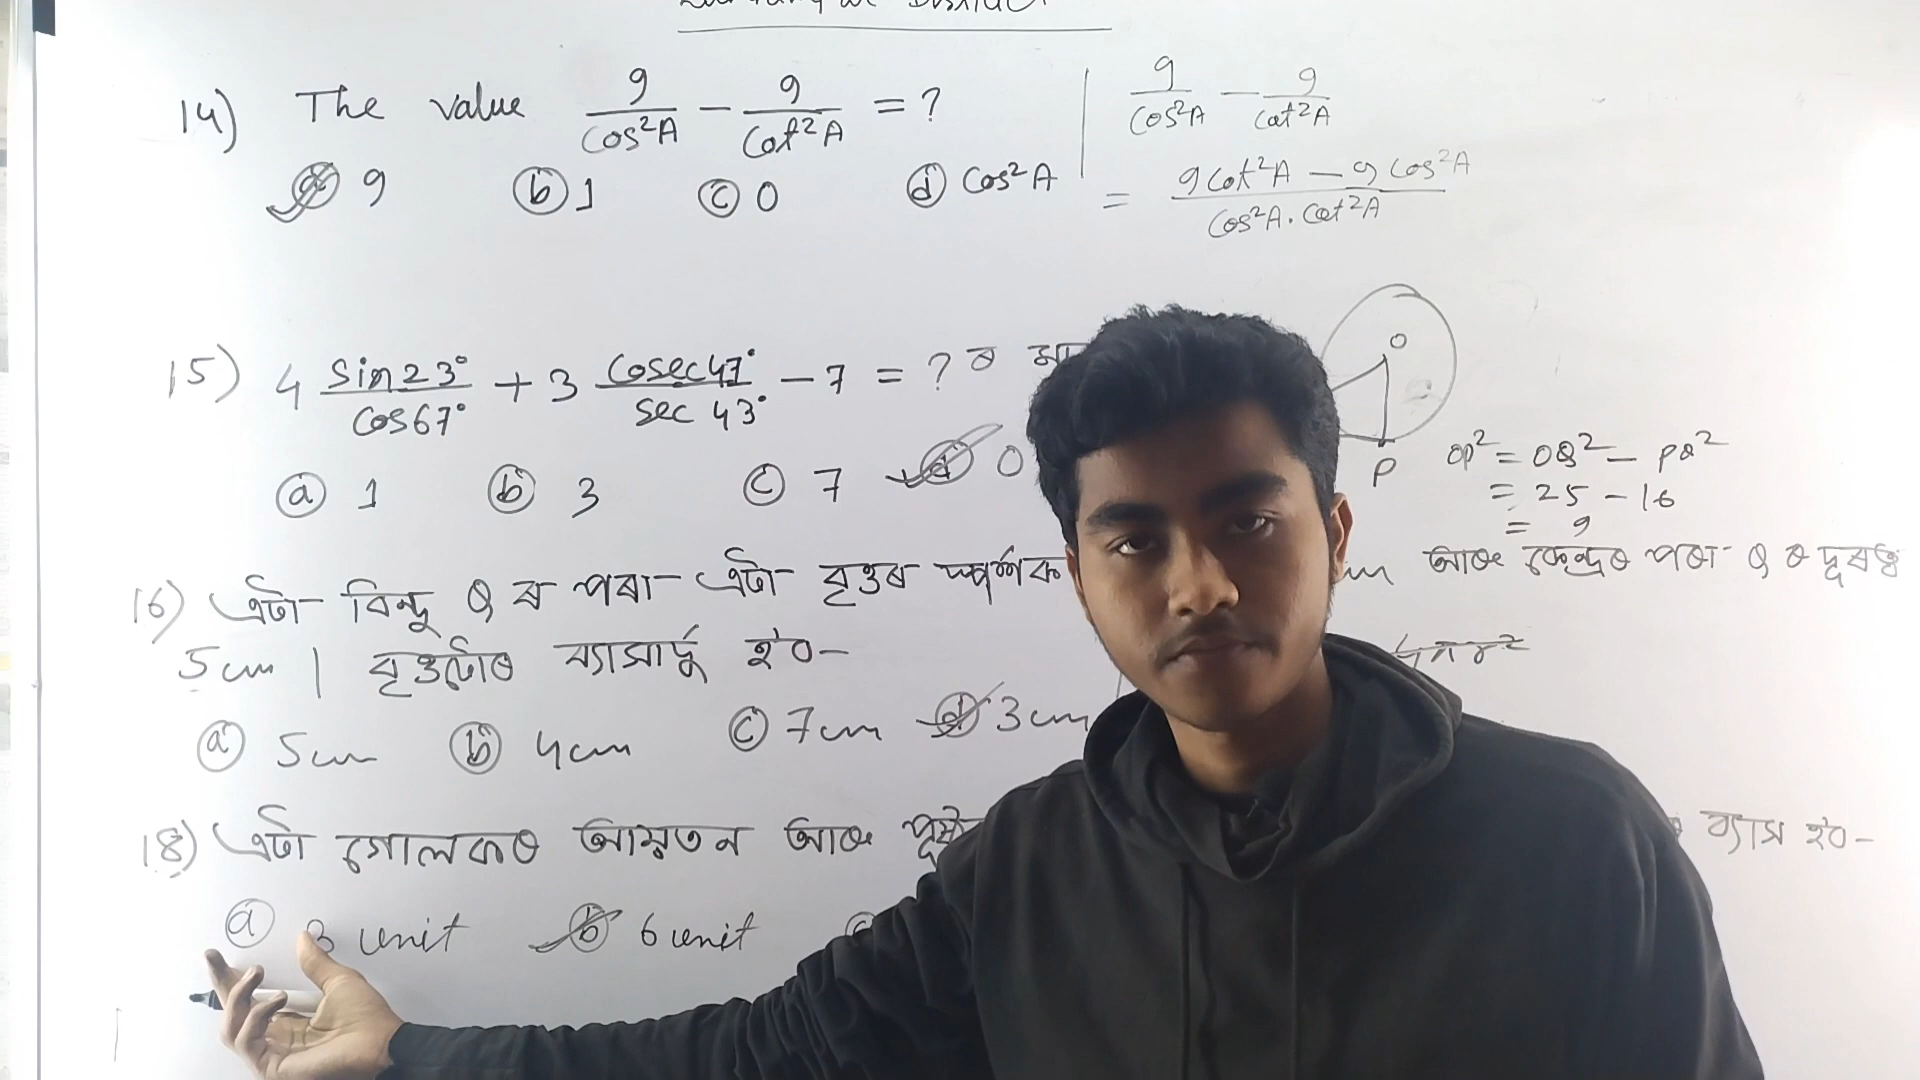 14) The value 9/Cos²A − 9/Cot²A = ?
ⓐ 9 ⓑ 1 ⓒ 0 ⓓ Cos²A
9/Cos²A − 9/Cot²A
= 9Cot²A − 9Cos²A / Cos²A . Cot²A
15) 4 Sin23°/Cos67° + 3 Cosec47°/Sec43° − 7 = ? ৰ
ⓐ 1 ⓑ 3 ⓒ 7 ⓓ 0
O
P
OP² = OQ² − PQ²
= 25 − 16
= 9
16) এটা বিন্দু Q ৰ পৰা এটা বৃত্তৰ স্পৰ্শক আৰু কেন্দ্ৰৰ পৰা Q ৰ দূৰত্ব
5cm | বৃত্তটোৰ ব্যাসাৰ্দ্ধ হ'ব−
ⓐ 5cm ⓑ 4cm ⓒ 7cm ⓓ 3cm
4πr²
18) এটা গোলকৰ আয়তন আৰু ব্যাস হ'ব−
ⓐ 3 unit ⓑ 6 unit